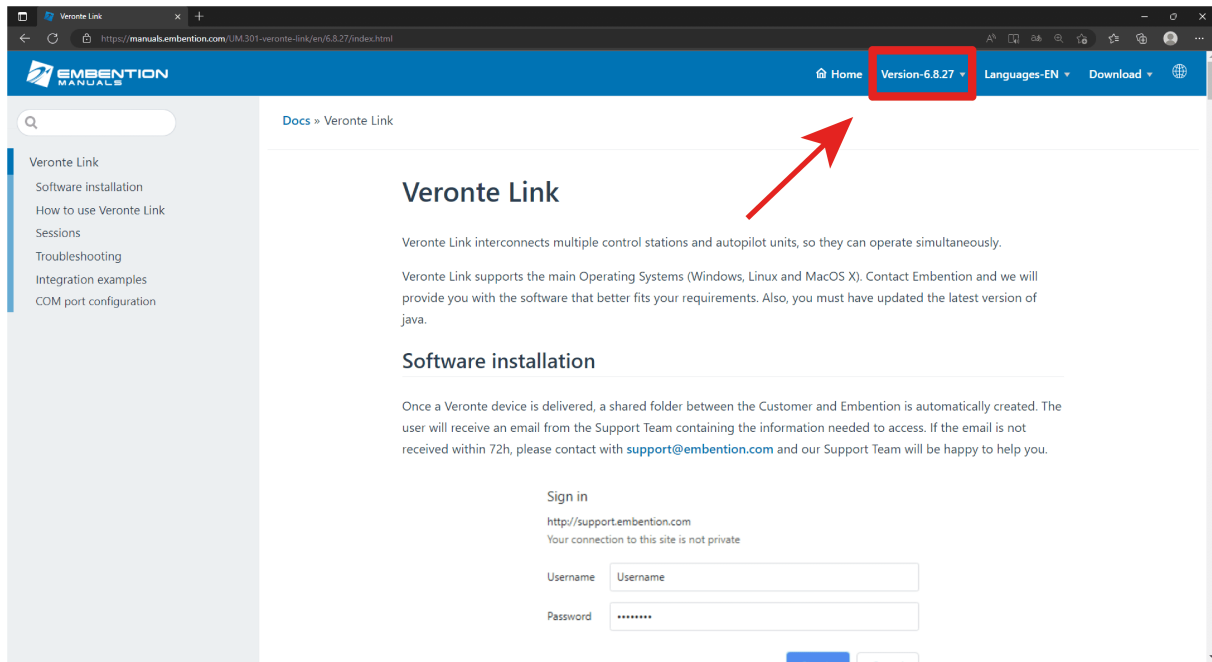 Veronte Link
https://manuals.embention.com/UM.301-veronte-link/en/6.8.27/index.html
EMBENTION
MANUALS
Home
Version-6.8.27
Languages-EN
Download
Docs » Veronte Link
Veronte Link
Software installation
How to use Veronte Link
Sessions
Troubleshooting
Integration examples
COM port configuration
Veronte Link
Veronte Link interconnects multiple control stations and autopilot units, so they can operate simultaneously.
Veronte Link supports the main Operating Systems (Windows, Linux and MacOS X). Contact Embention and we will
provide you with the software that better fits your requirements. Also, you must have updated the latest version of
java.
Software installation
Once a Veronte device is delivered, a shared folder between the Customer and Embention is automatically created. The
user will receive an email from the Support Team containing the information needed to access. If the email is not
received within 72h, please contact with support@embention.com and our Support Team will be happy to help you.
Sign in
http://support.embention.com
Your connection to this site is not private
Username Username
Password ••••••••